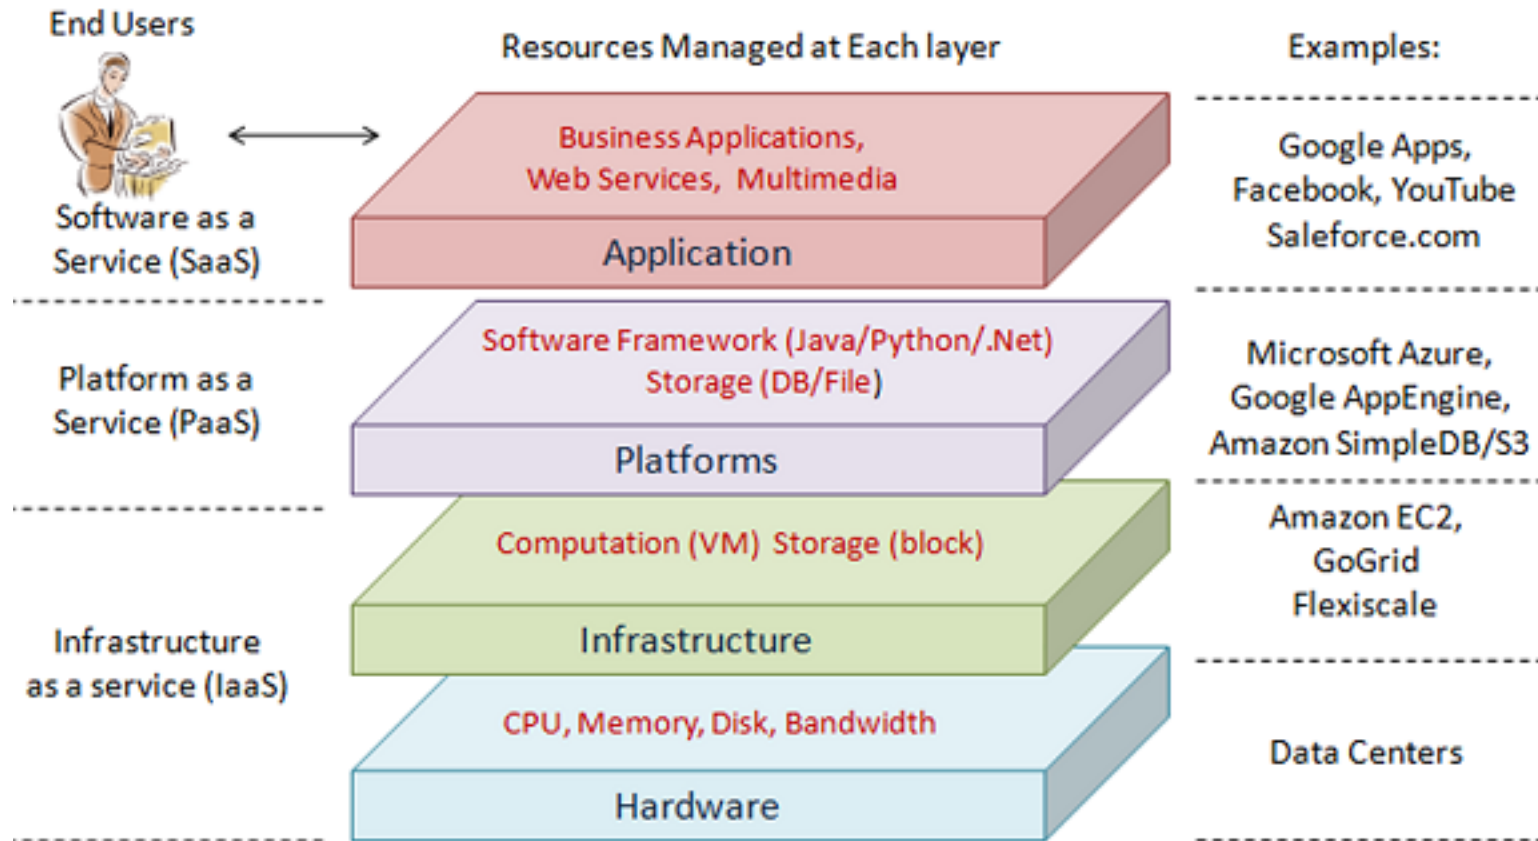 End Users
Resources Managed at Each layer
Examples:
Business Applications,
Web Services, Multimedia
Application
Software as a
Service (SaaS)
Google Apps,
Facebook, YouTube
Saleforce.com
Software Framework (Java/Python/.Net)
Storage (DB/File)
Platforms
Platform as a
Service (PaaS)
Microsoft Azure,
Google AppEngine,
Amazon SimpleDB/S3
Computation (VM) Storage (block)
Infrastructure
Amazon EC2,
GoGrid
Flexiscale
Infrastructure
as a service (IaaS)
CPU, Memory, Disk, Bandwidth
Hardware
Data Centers